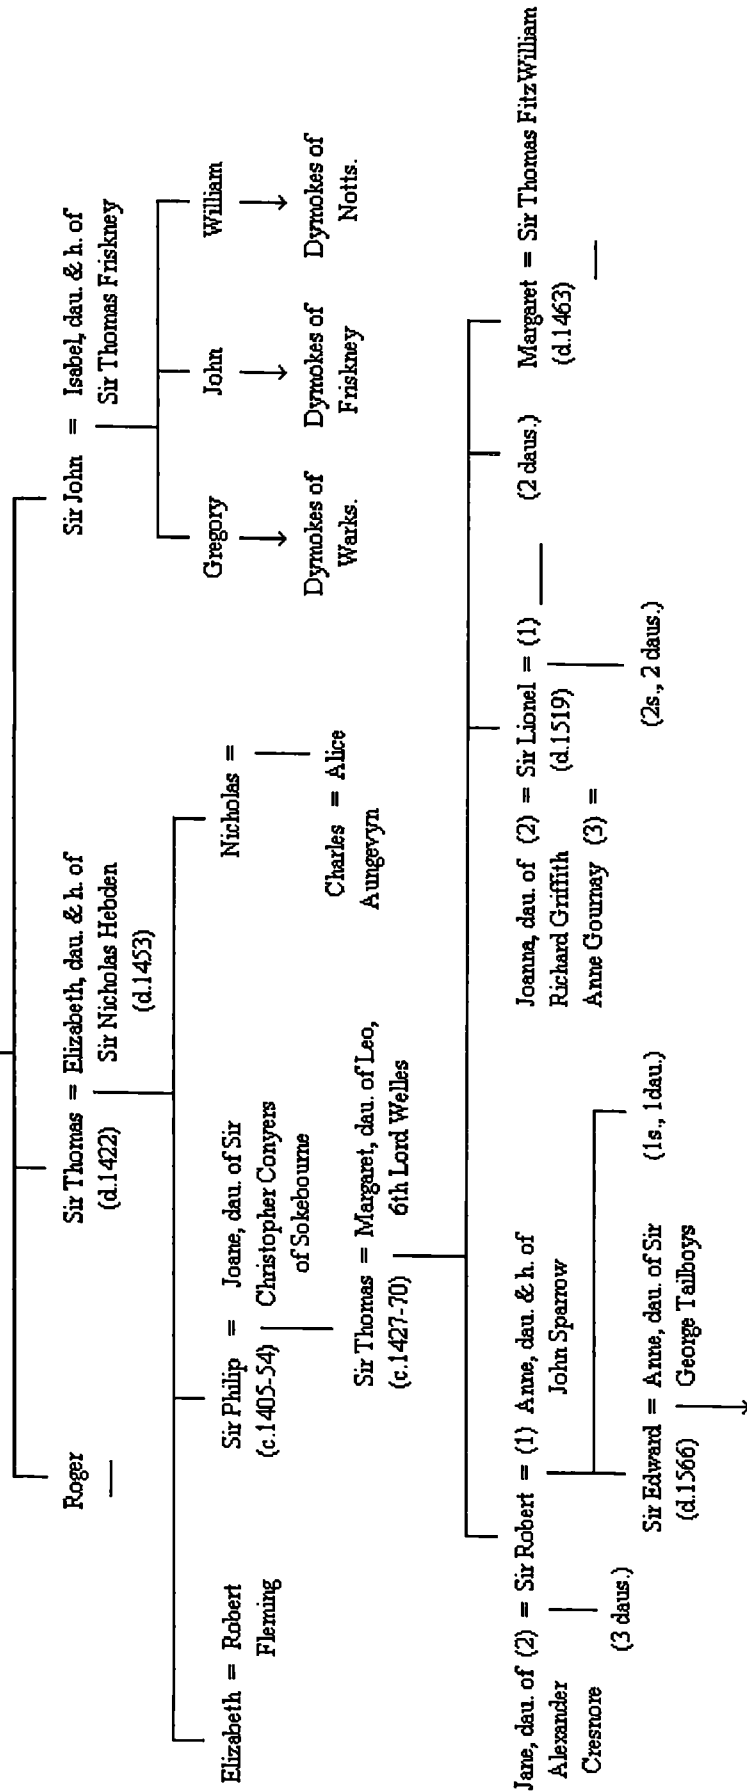 Roger
Sir Thomas = Elizabeth, dau. & h. of
(d.1422) Sir Nicholas Hebden
(d.1453)
Sir John = Isabel, dau. & h. of
Sir Thomas Friskney
Gregory
John
William
Dymokes of
Warks.
Dymokes of
Friskney
Dymokes of
Notts.
Elizabeth = Robert
Fleming
Sir Philip = Joane, dau. of Sir
(c.1405-54) Christopher Conyers
of Sokebourne
Nicholas =
Charles = Alice
Aungevyn
Sir Thomas = Margaret, dau. of Leo,
(c.1427-70) 6th Lord Welles
Jane, dau. of (2) = Sir Robert = (1) Anne, dau. & h. of
Alexander
Cresnore
John Sparrow
(3 daus.)
Joanna, dau. of (2) = Sir Lionel = (1)
Richard Griffith (d.1519)
Anne Gournay (3) =
(2 daus.)
Margaret = Sir Thomas FitzWilliam
(d.1463)
Sir Edward = Anne, dau. of Sir
(d.1566) George Tailboys
(1s., 1dau.)
(2s., 2 daus.)